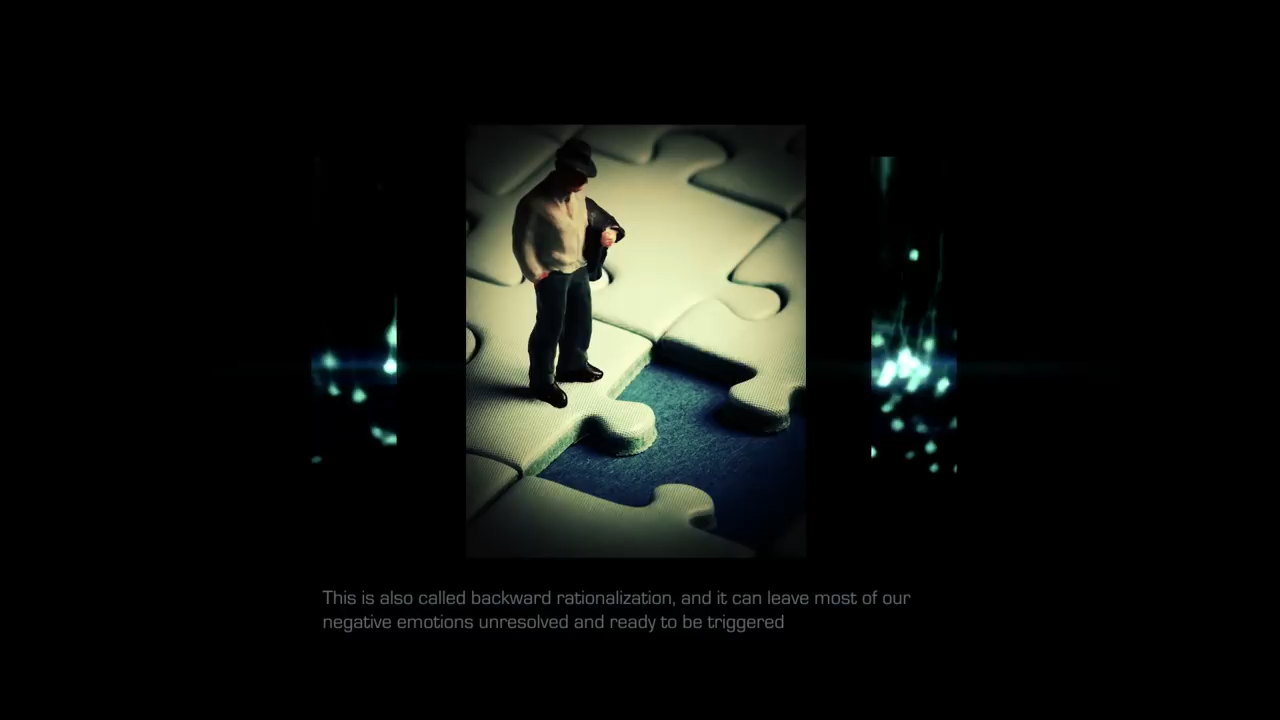 This is also called backward rationalization, and it can leave most of our
negative emotions unresolved and ready to be triggered